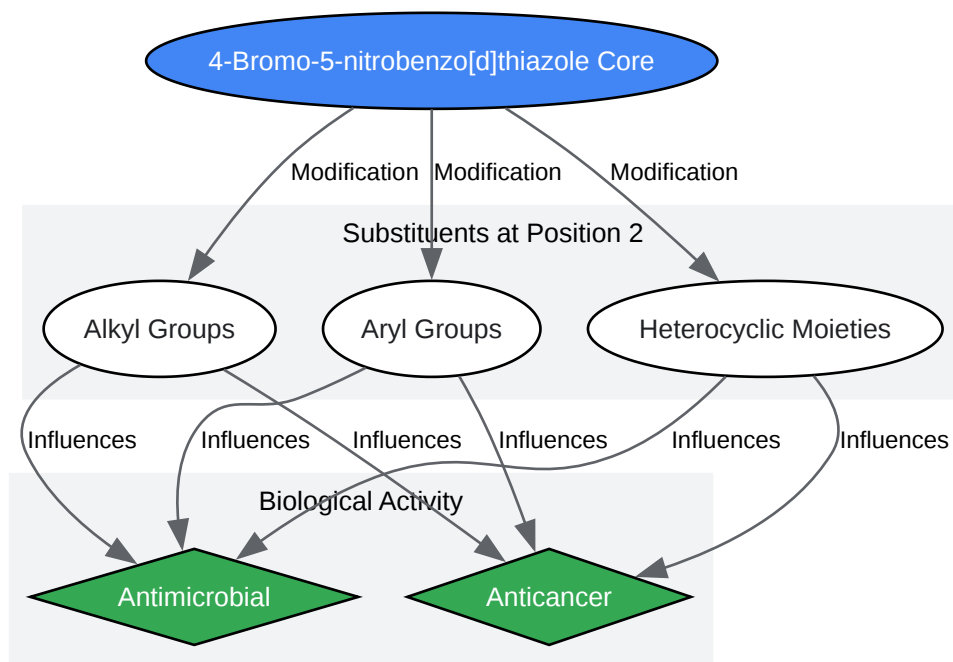 4-Bromo-5-nitrobenzo[d]thiazole Core
Modification
Modification
Modification
Substituents at Position 2
Alkyl Groups
Aryl Groups
Heterocyclic Moieties
Influences
Influences
Influences
Influences
Influences
Influences
Biological Activity
Antimicrobial
Anticancer